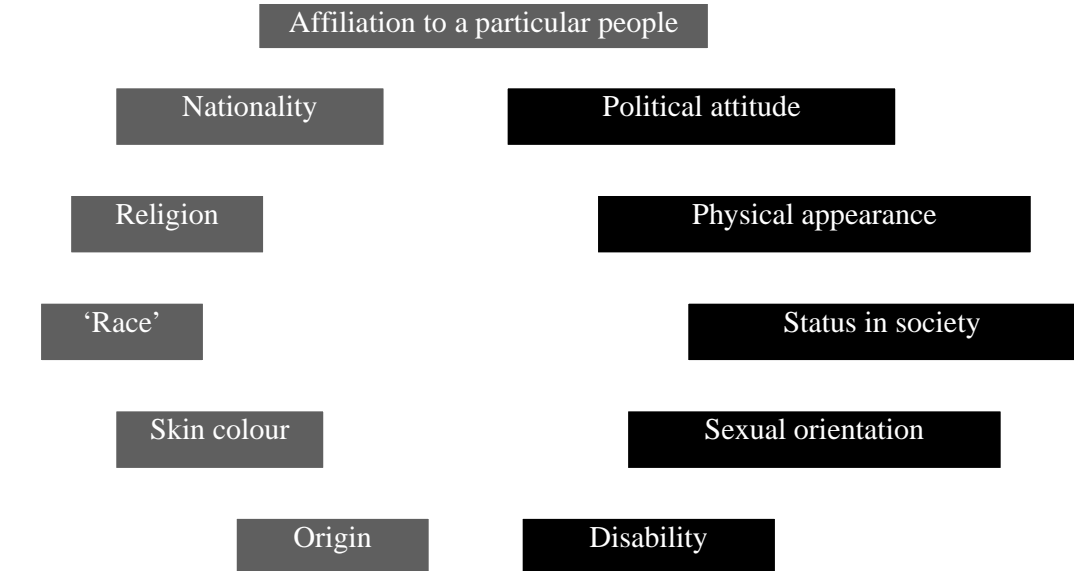 Affiliation to a particular people
Nationality
Political attitude
Religion
Physical appearance
‘Race’
Status in society
Skin colour
Sexual orientation
Origin
Disability